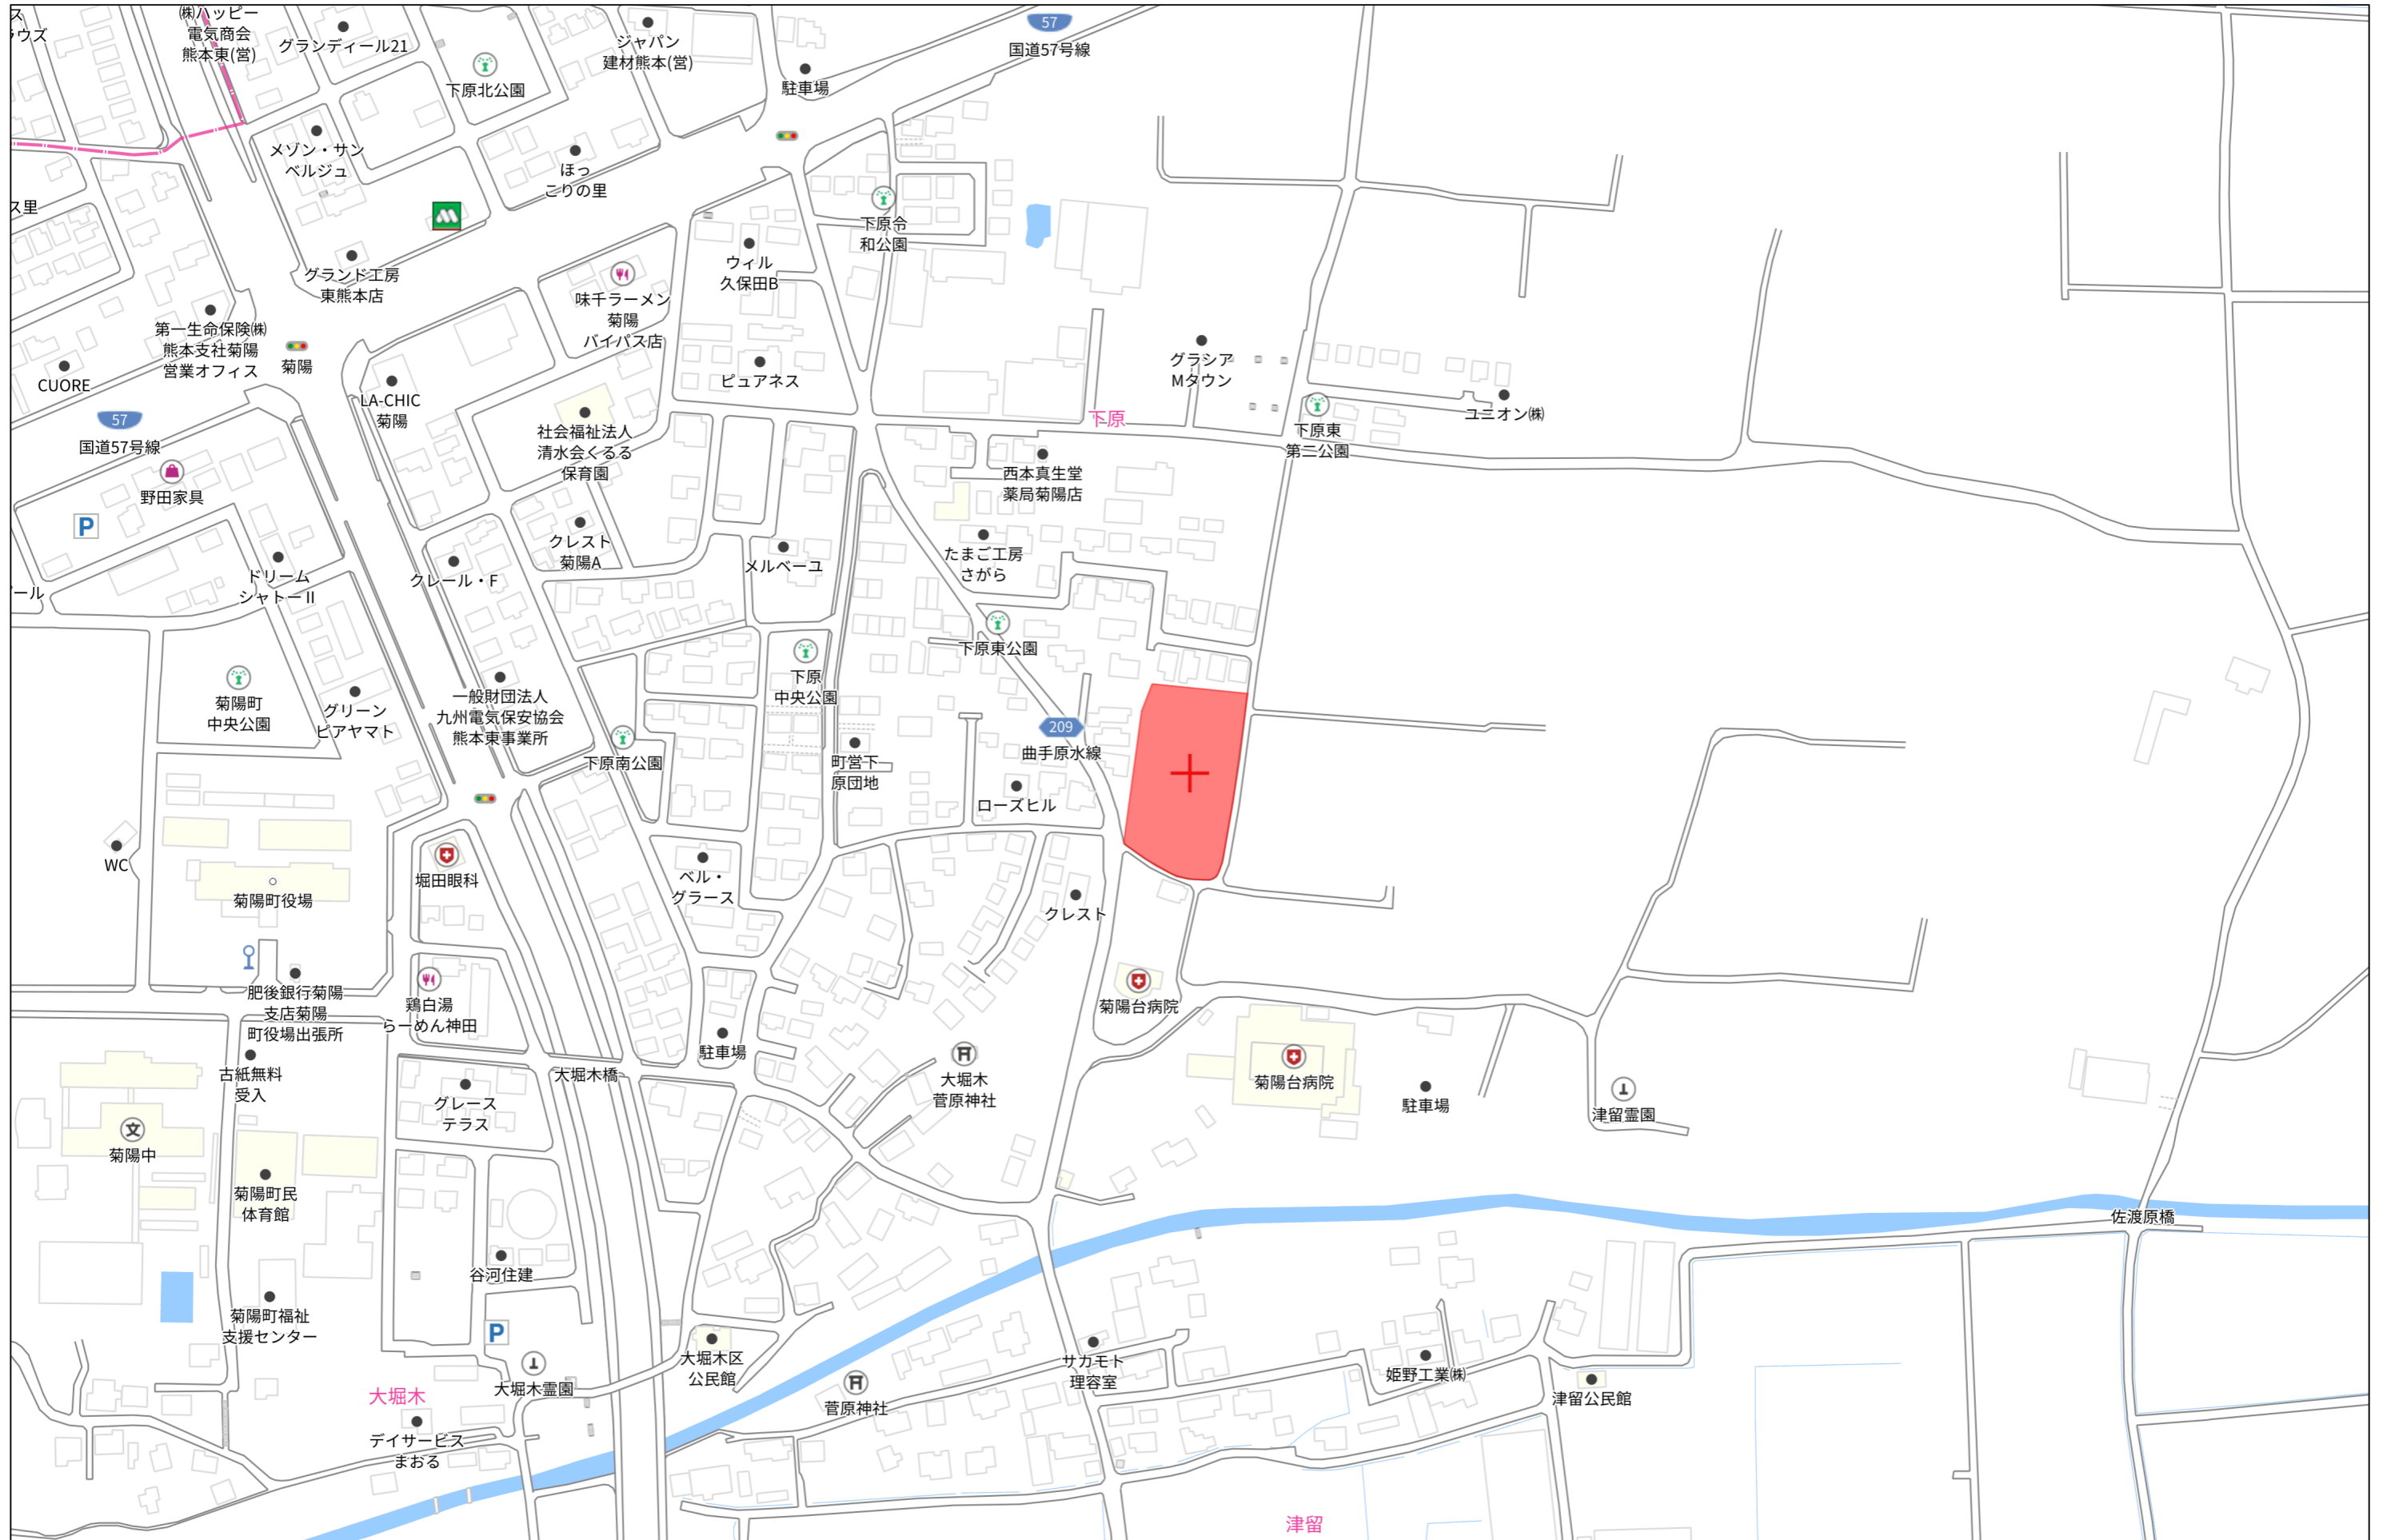 ス
ラウズ
㈱ハッピー
電気商会
熊本東(営)
グランディール21
下原北公園
ジャパン
建材熊本(営)
駐車場
57
国道57号線
メゾン・サン
ベルジュ
ほっ
こりの里
ス里
グランド工房
東熊本店
味千ラーメン
菊陽
バイパス店
ウィル
久保田B
下原令
和公園
第一生命保険㈱
熊本支社菊陽
営業オフィス
菊陽
CUORE
LA-CHIC
菊陽
ピュアネス
グラシア
Mタウン
ユニオン㈱
下原
下原東
第二公園
57
国道57号線
野田家具
P
社会福祉法人
清水会くるる
保育園
西本真生堂
薬局菊陽店
クレスト
菊陽A
メルベーユ
たまご工房
さがら
クレール・F
ドリーム
シャトーⅡ
ール
下原東公園
菊陽町
中央公園
グリーン
ピアヤマト
一般財団法人
九州電気保安協会
熊本東事業所
下原
中央公園
下原南公園
町営下
原団地
209
曲手原水線
ローズヒル
WC
菊陽町役場
堀田眼科
ベル・
グラース
クレスト
肥後銀行菊陽
支店菊陽
町役場出張所
鶏白湯
らーめん神田
菊陽台病院
古紙無料
受入
駐車場
大堀木橋
大堀木
菅原神社
菊陽台病院
駐車場
津留霊園
グレース
テラス
文
菊陽中
菊陽町民
体育館
佐渡原橋
谷河住建
菊陽町福祉
支援センター
P
大堀木区
公民館
サカモト
理容室
姫野工業㈱
津留公民館
大堀木霊園
大堀木
菅原神社
デイサービス
まおる
津留